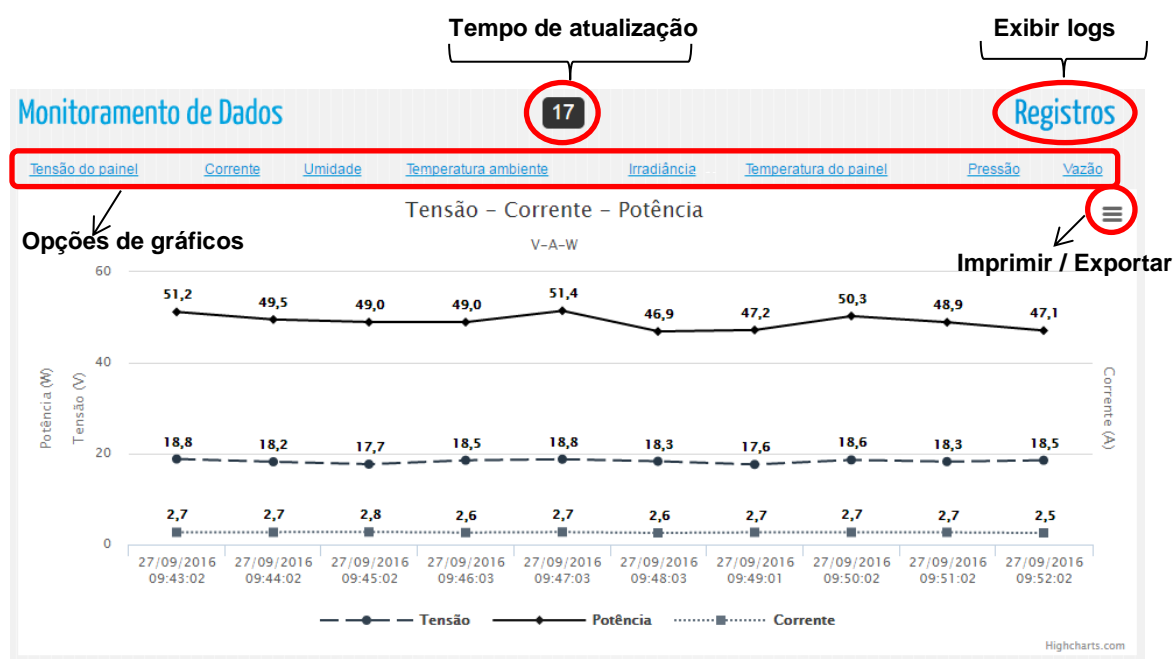 Tempo de atualização
Exibir logs
Monitoramento de Dados
17
Registros
Tensão do painel Corrente Umidade Temperatura ambiente Irradiância Temperatura do painel Pressão Vazão
Tensão – Corrente – Potência
Opções de gráficos
V-A-W
Imprimir / Exportar
60
51,2 49,5 49,0 49,0 51,4 46,9 47,2 50,3 48,9 47,1
40
Potência (W)
Tensão (V)
Corrente (A)
18,8 18,2 17,7 18,5 18,8 18,3 17,6 18,6 18,3 18,5
20
2,7 2,7 2,8 2,6 2,7 2,6 2,7 2,7 2,7 2,5
0
27/09/2016 27/09/2016 27/09/2016 27/09/2016 27/09/2016 27/09/2016 27/09/2016 27/09/2016 27/09/2016 27/09/2016
09:43:02 09:44:02 09:45:02 09:46:03 09:47:03 09:48:03 09:49:01 09:50:02 09:51:02 09:52:02
Tensão Potência Corrente
Highcharts.com